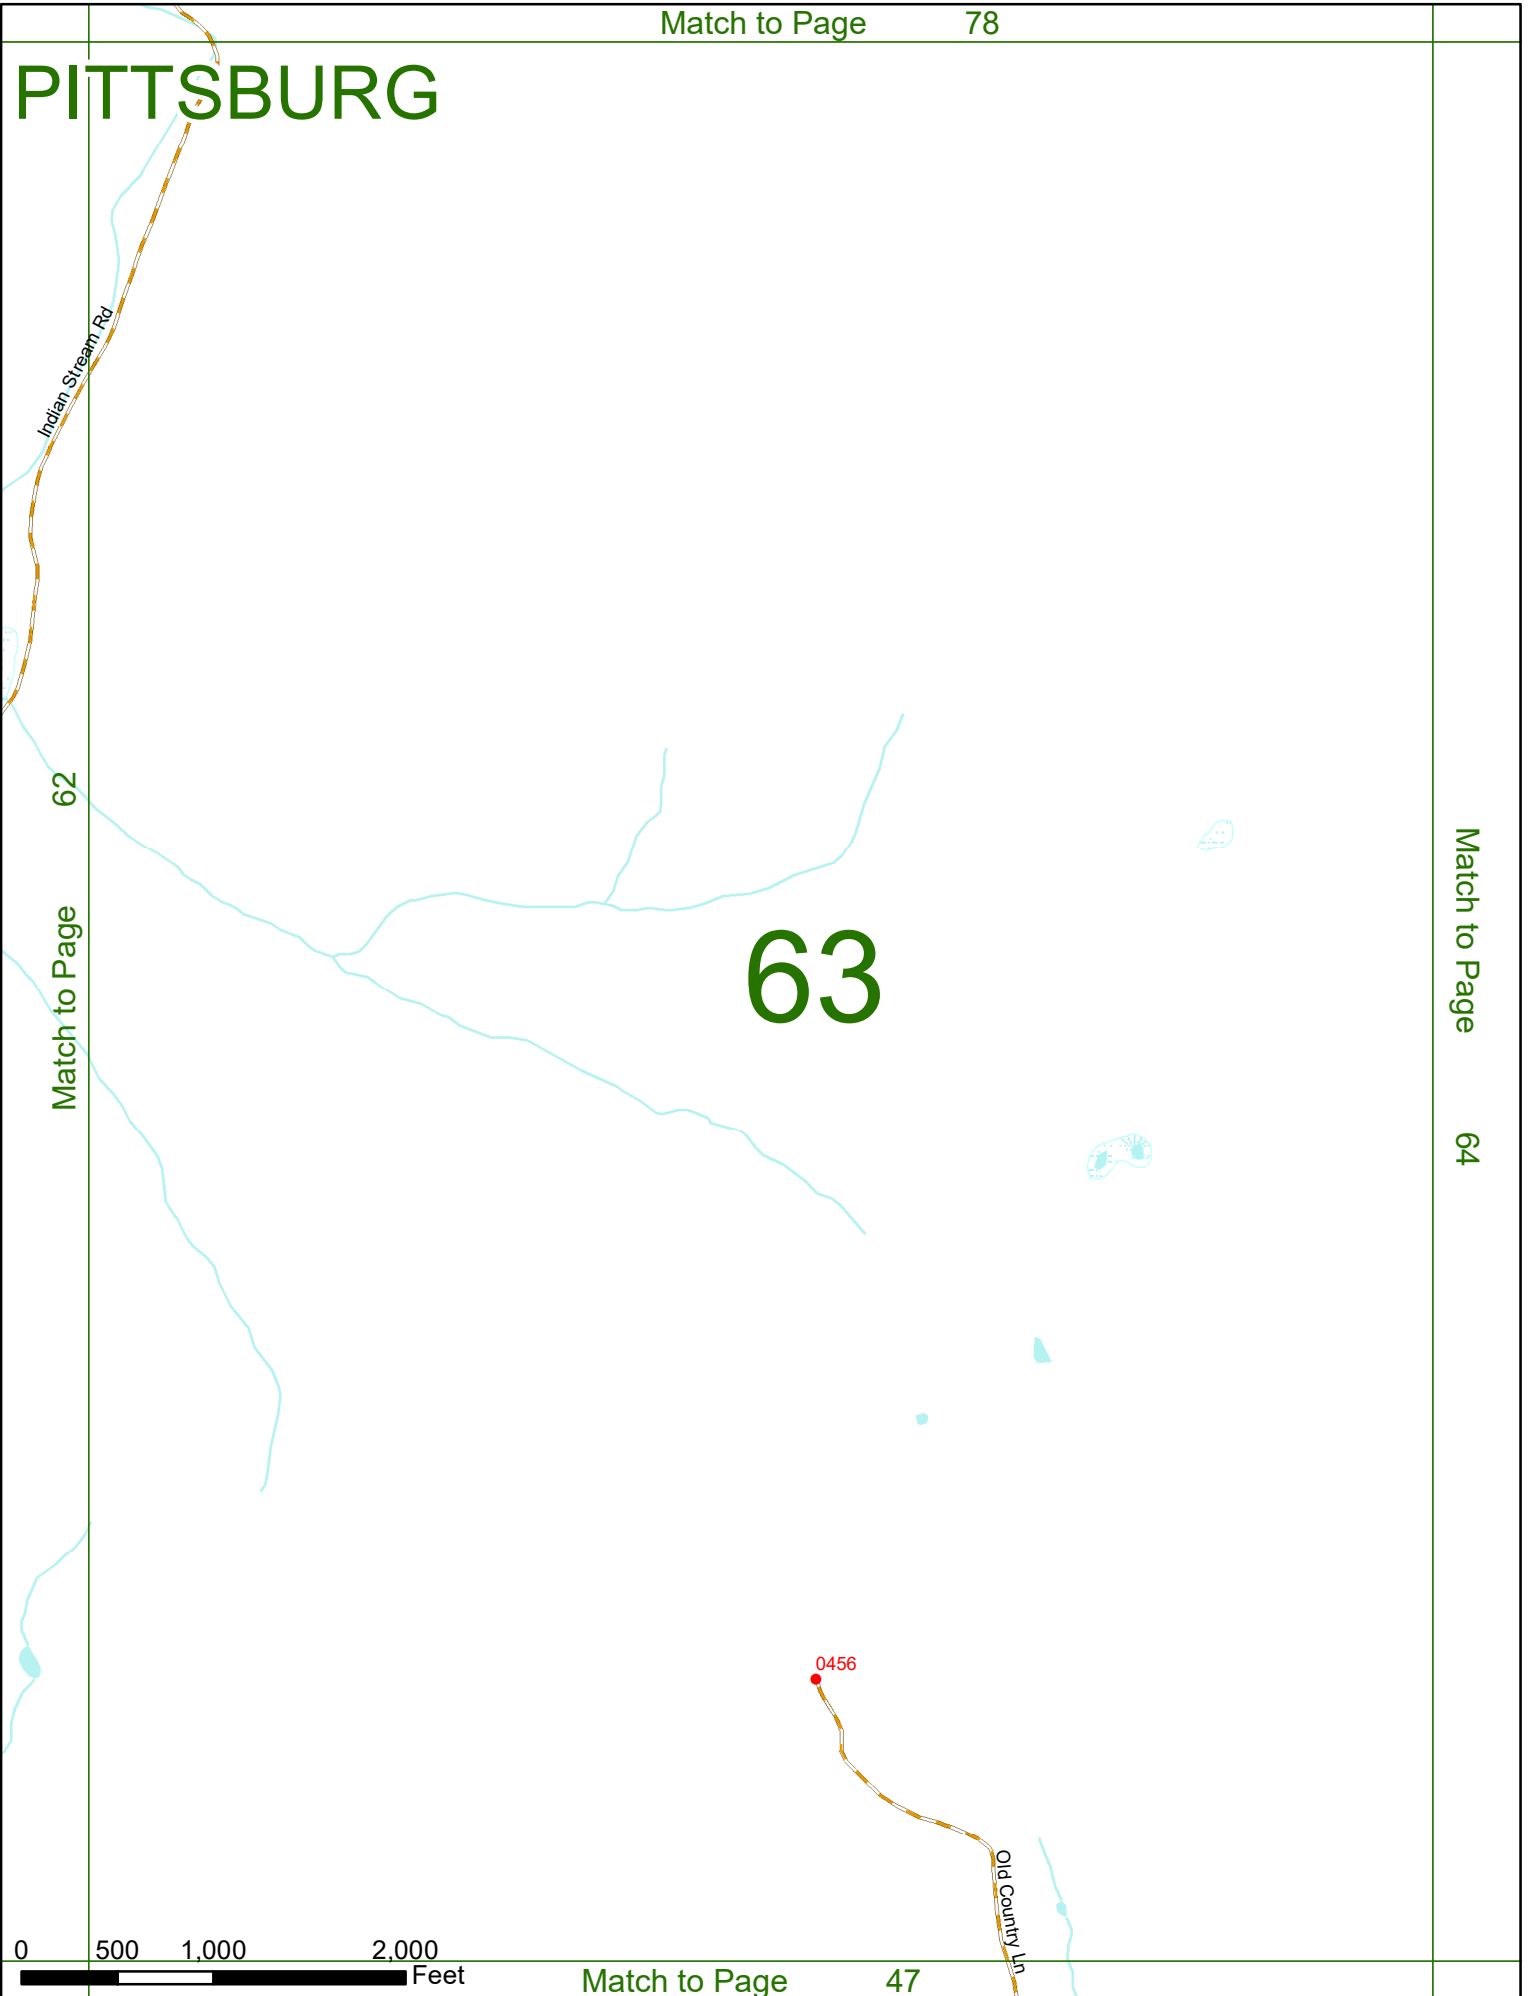 Match to Page 78
PITTSBURG
Indian Stream Rd
Match to Page 62
63
Match to Page 64
0456
Old Country Ln
0 500 1,000 2,000
Feet
Match to Page 47